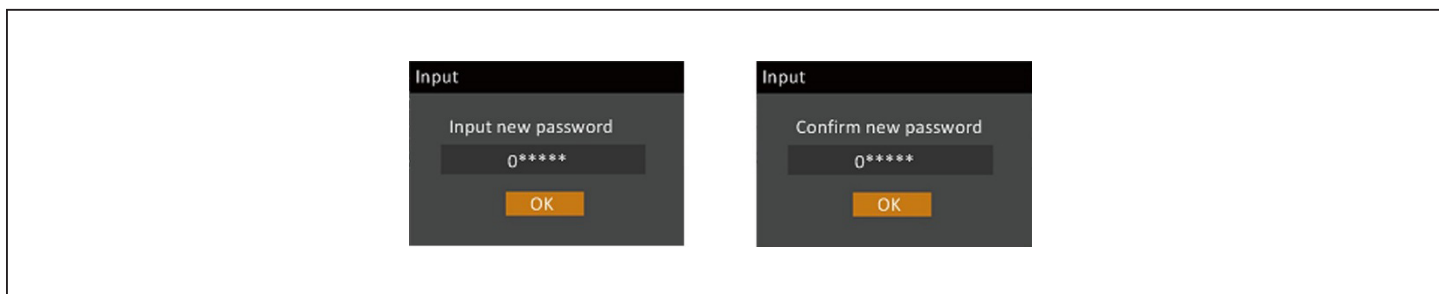 Input
Input new password
0*****
OK
Input
Confirm new password
0*****
OK